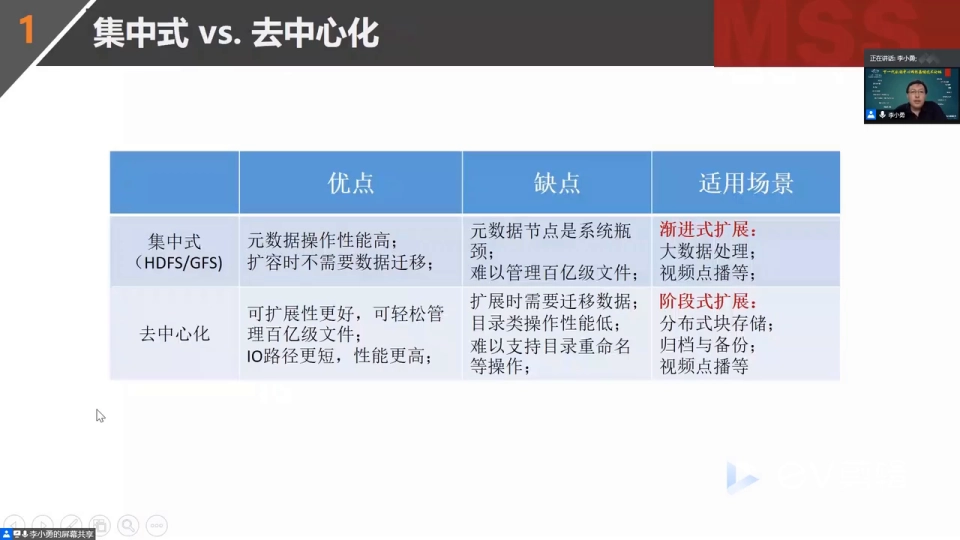 1
集中式 vs. 去中心化
MSS
正在讲话: 李小勇;
李小勇
优点
缺点
适用场景
集中式
（HDFS/GFS)
元数据操作性能高；
扩容时不需要数据迁移；
元数据节点是系统瓶
颈；
难以管理百亿级文件；
渐进式扩展：
大数据处理；
视频点播等；
去中心化
可扩展性更好，可轻松管
理百亿级文件；
IO路径更短，性能更高；
扩展时需要迁移数据；
目录类操作性能低；
难以支持目录重命名
等操作；
阶段式扩展：
分布式块存储；
归档与备份；
视频点播等
李小勇的屏幕共享